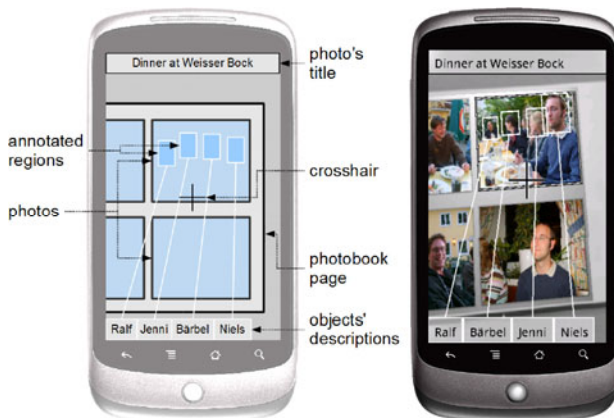 Dinner at Weisser Bock
photo's
title
annotated
regions
crosshair
photos
photobook
page
Ralf Jenni Bärbel Niels
objects'
descriptions
Dinner at Weisser Bock
Ralf Bärbel Jenni Niels